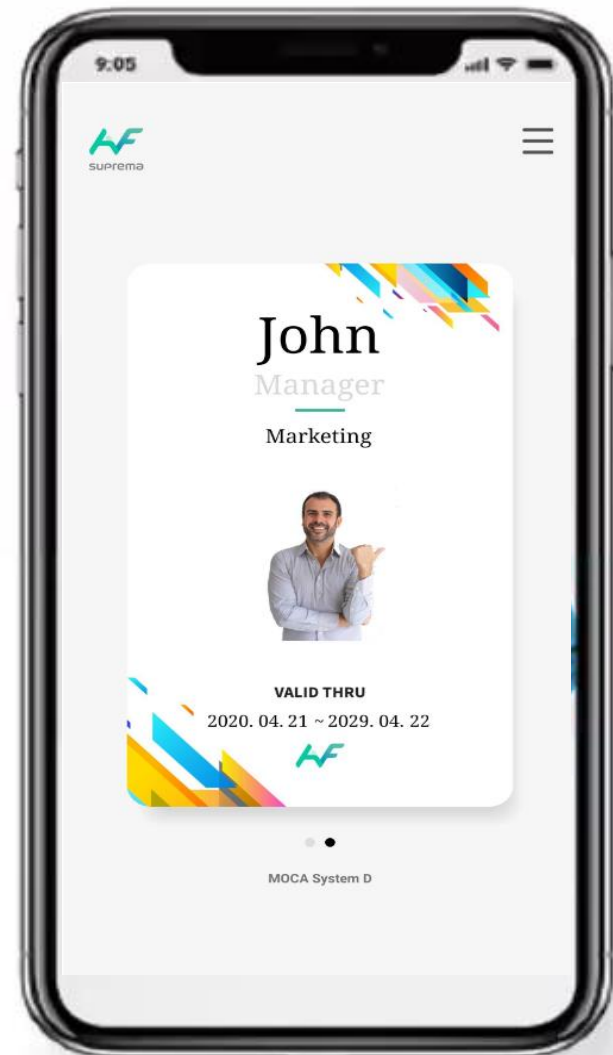 9:05
suprema
John
Manager
Marketing
VALID THRU
2020. 04. 21 ~ 2029. 04. 22
MOCA System D